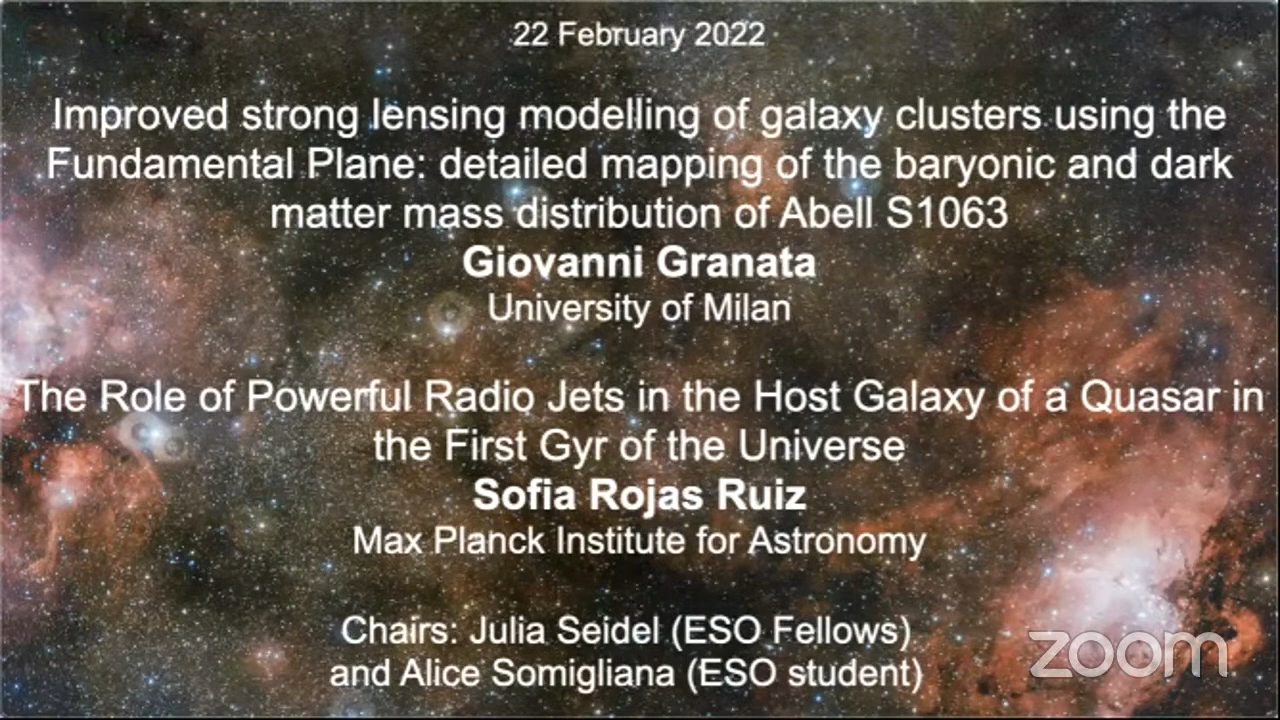 22 February 2022
Improved strong lensing modelling of galaxy clusters using the
Fundamental Plane: detailed mapping of the baryonic and dark
matter mass distribution of Abell S1063
Giovanni Granata
University of Milan
The Role of Powerful Radio Jets in the Host Galaxy of a Quasar in
the First Gyr of the Universe
Sofia Rojas Ruiz
Max Planck Institute for Astronomy
Chairs: Julia Seidel (ESO Fellows)
and Alice Somigliana (ESO student)
zoom